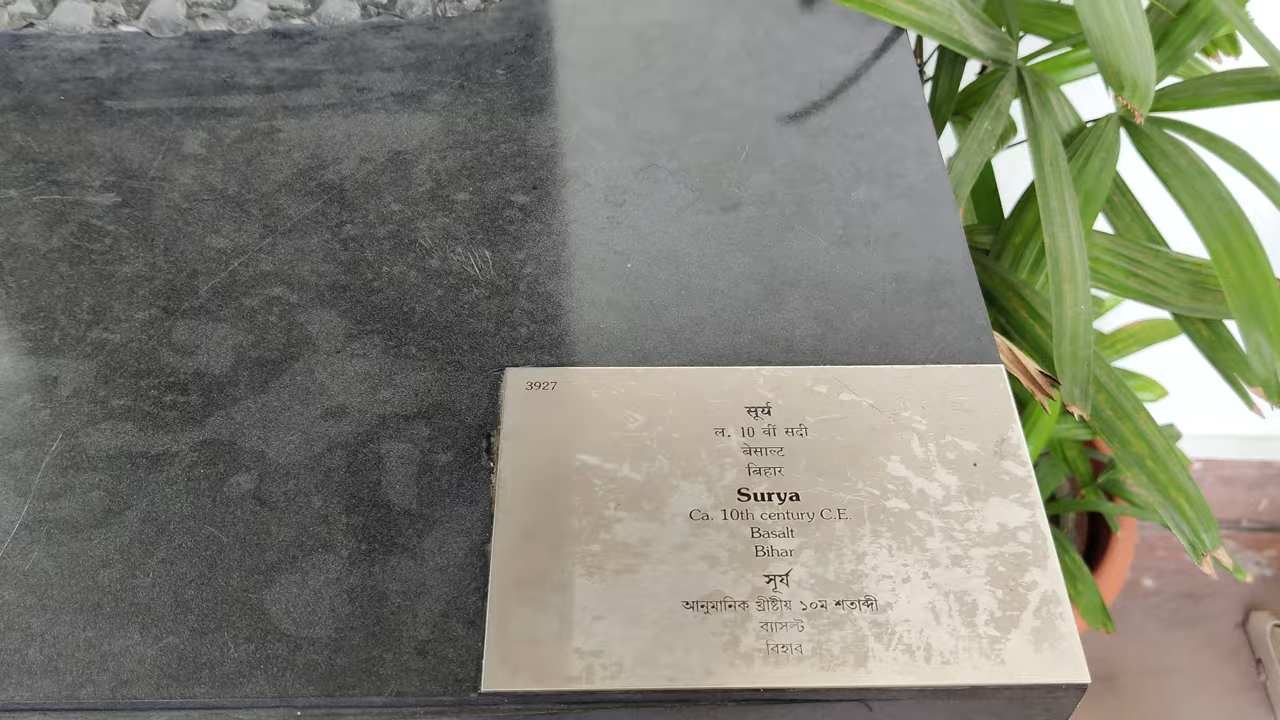 3927
सूर्य
ल. 10 वीं सदी
बेसाल्ट
बिहार
Surya
Ca. 10th century C.E.
Basalt
Bihar
সূর্য
আনুমানিক খ্রীষ্টীয় ১০ম শতাব্দী
ব্যাসল্ট
বিহার